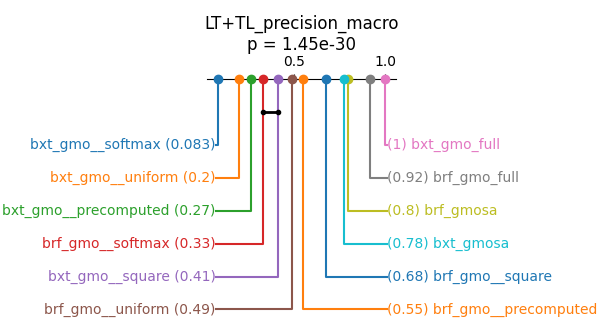 LT+TL_precision_macro
p = 1.45e-30
0.5 1.0
bxt_gmo__softmax (0.083)
(1) bxt_gmo_full
bxt_gmo__uniform (0.2)
(0.92) brf_gmo_full
bxt_gmo__precomputed (0.27)
(0.8) brf_gmosa
brf_gmo__softmax (0.33)
(0.78) bxt_gmosa
bxt_gmo__square (0.41)
(0.68) brf_gmo__square
brf_gmo__uniform (0.49)
(0.55) brf_gmo__precomputed